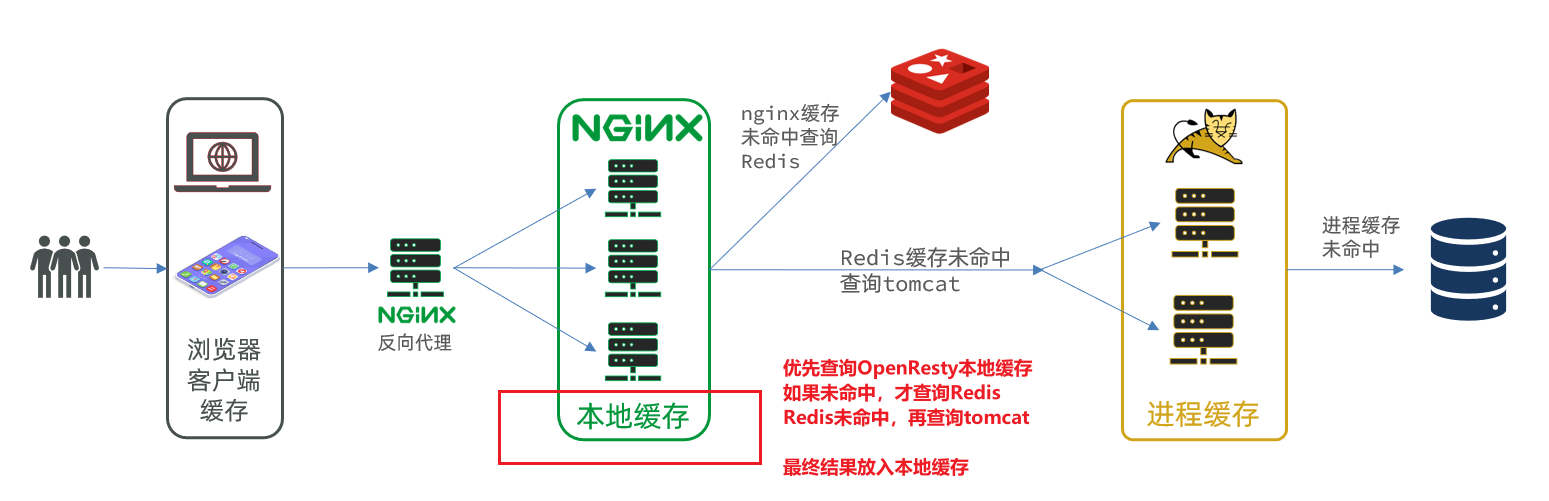 浏览器
客户端
缓存
NGINX
反向代理
NGINX
本地缓存
nginx缓存
未命中查询
Redis
Redis缓存未命中
查询tomcat
优先查询OpenResty本地缓存
如果未命中，才查询Redis
Redis未命中，再查询tomcat
最终结果放入本地缓存
进程缓存
进程缓存
未命中